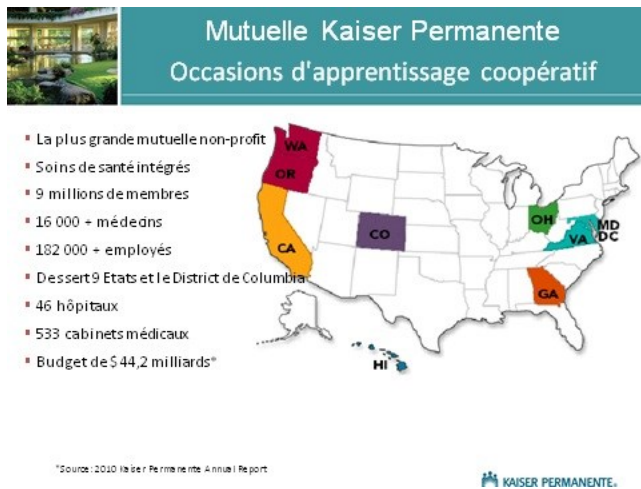 Mutuelle Kaiser Permanente
Occasions d'apprentissage coopératif
La plus grande mutuelle non-profit
Soins de santé intégrés
9 millions de membres
16 000 + médecins
182 000 + employés
Dessert 9 Etats et le District de Columbia
46 hôpitaux
533 cabinets médicaux
Budget de $ 44,2 milliards*
WA
OR
CA
CO
OH
MD
DC
VA
GA
HI
*Source: 2010 Kaiser Permanente Annual Report
KAISER PERMANENTE®